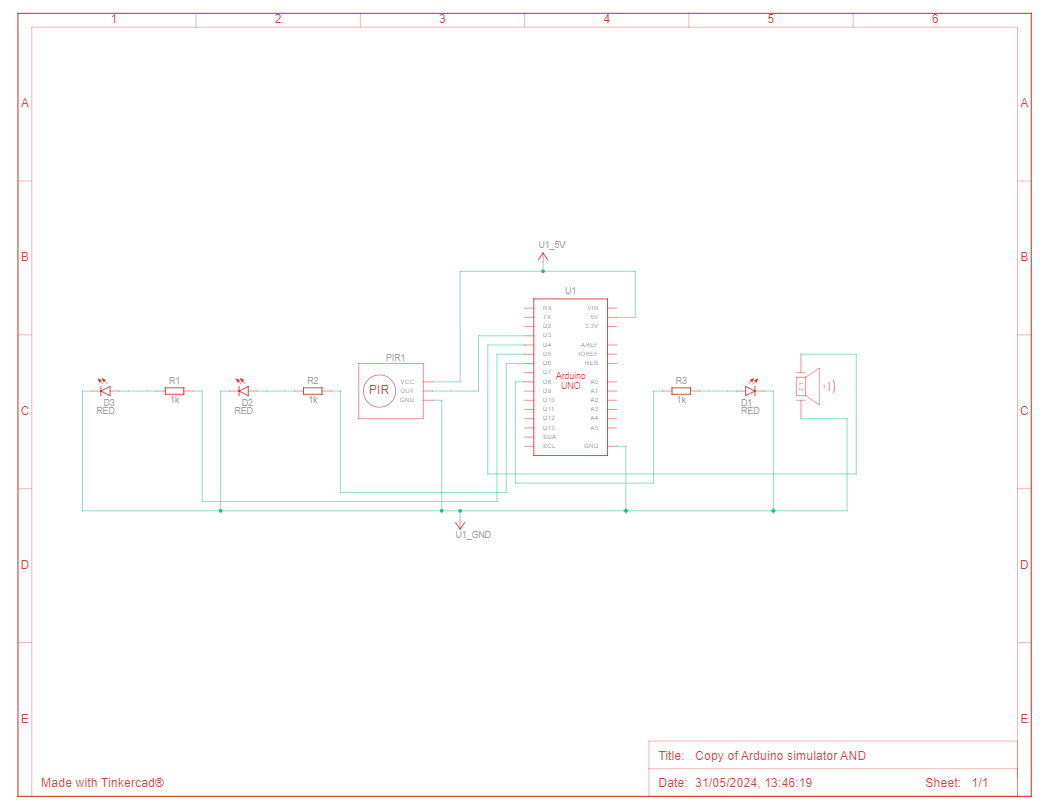 1 2 3 4 5 6
A A
B B
U1_5V
U1
RX VIN
TX 5V
D2 3.3V
D3
D4 AREF
D5 IOREF
D6 RES
D7
D8 A0
D9 A1
D10 A2
D11 A3
D12 A4
D13 A5
SDA
SCL GND
Arduino
UNO
PIR1
PIR
VCC
OUT
GND
R1
1k
D3
RED
R2
1k
D2
RED
R3
1k
D1
RED
C C
U1_GND
D D
E E
Title: Copy of Arduino simulator AND
Made with Tinkercad®
Date: 31/05/2024, 13:46:19 Sheet: 1/1